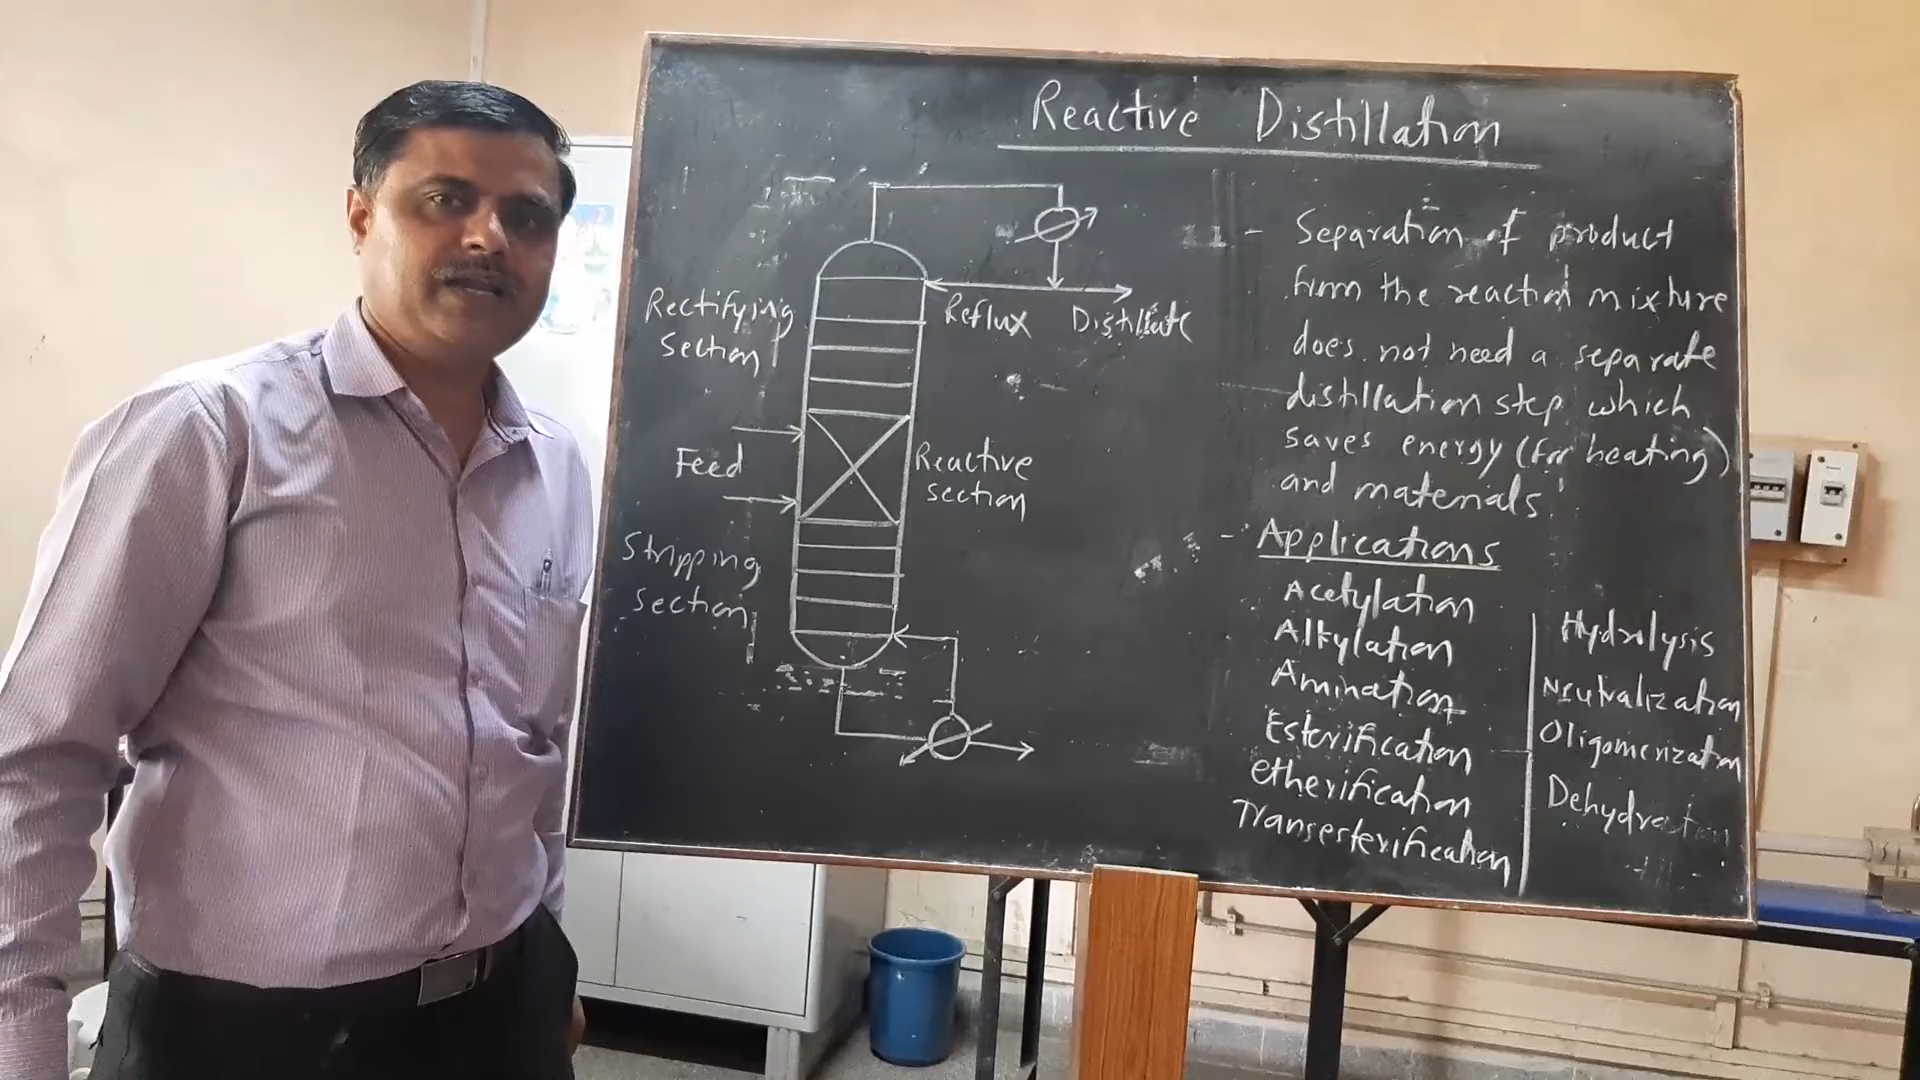 Reactive Distillation
Rectifying
Section
Reflux
Distillate
Feed
Reactive
section
Stripping
Section
- Separation of product
from the reaction mixture
does not need a separate
distillation step which
saves energy (for heating)
and materials.
- Applications
Acetylation
Alkylation
Amination
Esterification
Etherification
Transesterification
Hydrolysis
Neutralization
Oligomerization
Dehydration